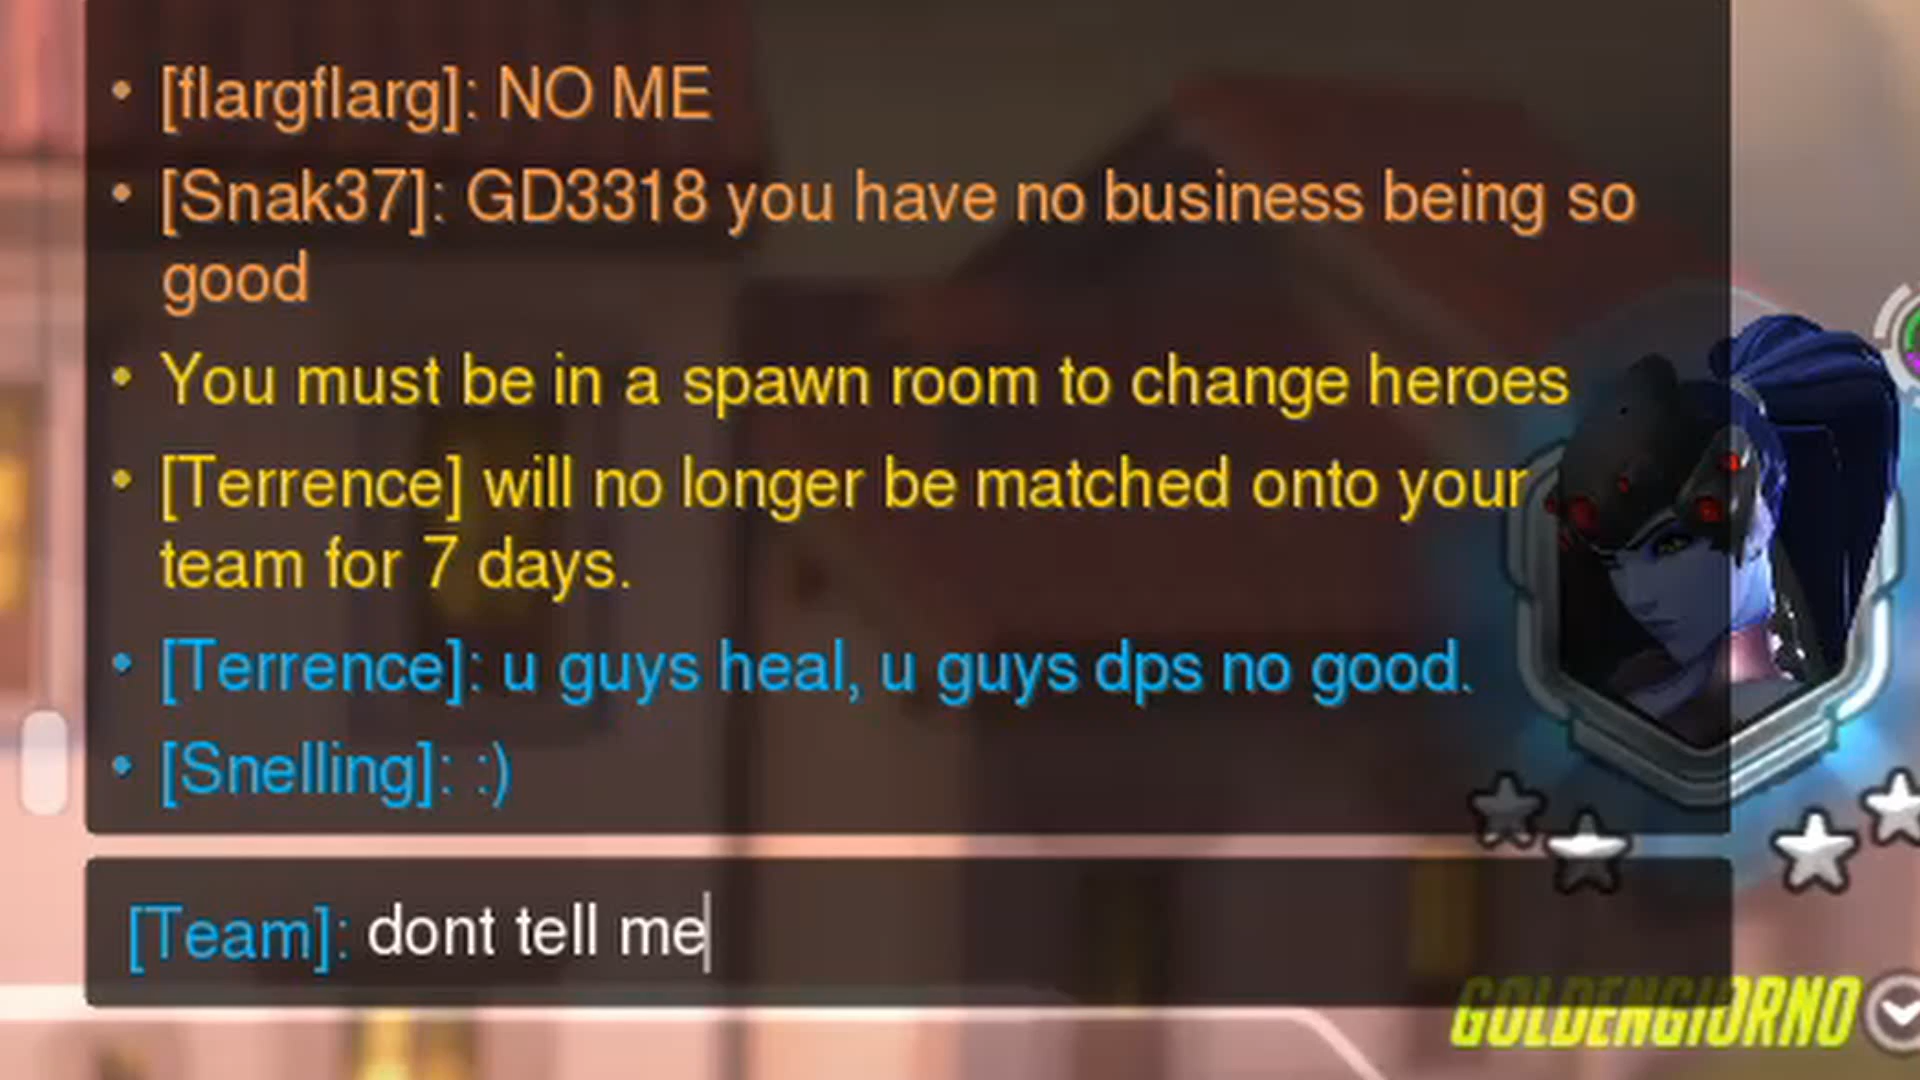 • [flargflarg]: NO ME
• [Snak37]: GD3318 you have no business being so
good
• You must be in a spawn room to change heroes
• [Terrence] will no longer be matched onto your
team for 7 days.
• [Terrence]: u guys heal, u guys dps no good.
• [Snelling]: :)
[Team]: dont tell me
GOLDENGIORNO